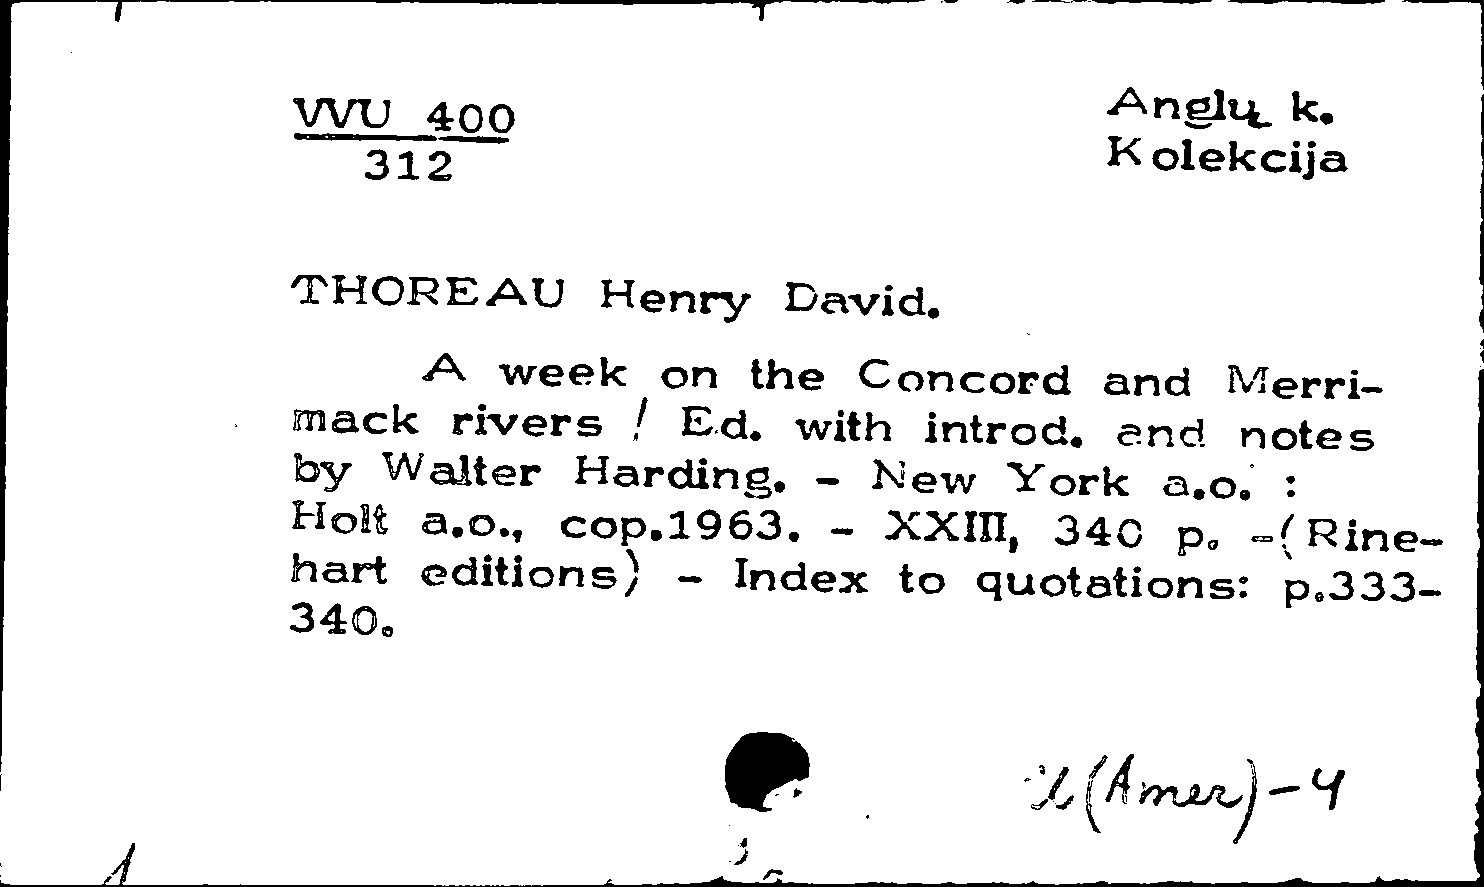 VVU 400
312
Anglų k.
Kolekcija
THOREAU Henry David.
A week on the Concord and Merri-
mack rivers / Ed. with introd. and notes
by Walter Harding. - New York a.o. :
Holt a.o., cop.1963. - XXIII, 340 p. -(Rine-
hart editions) - Index to quotations: p.333-
340.
(Amer)-4